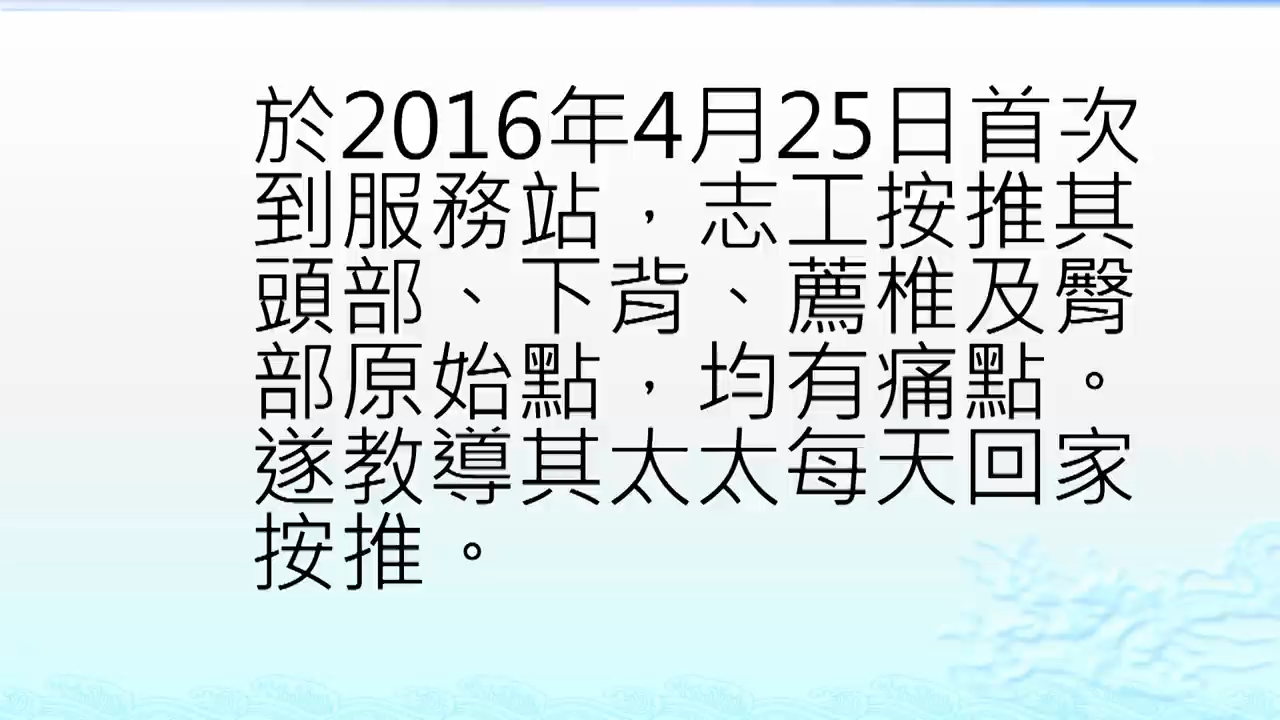 於2016年4月25日首次
到服務站，志工按推其
頭部、下背、薦椎及臀
部原始點，均有痛點。
遂教導其太太每天回家
按推。